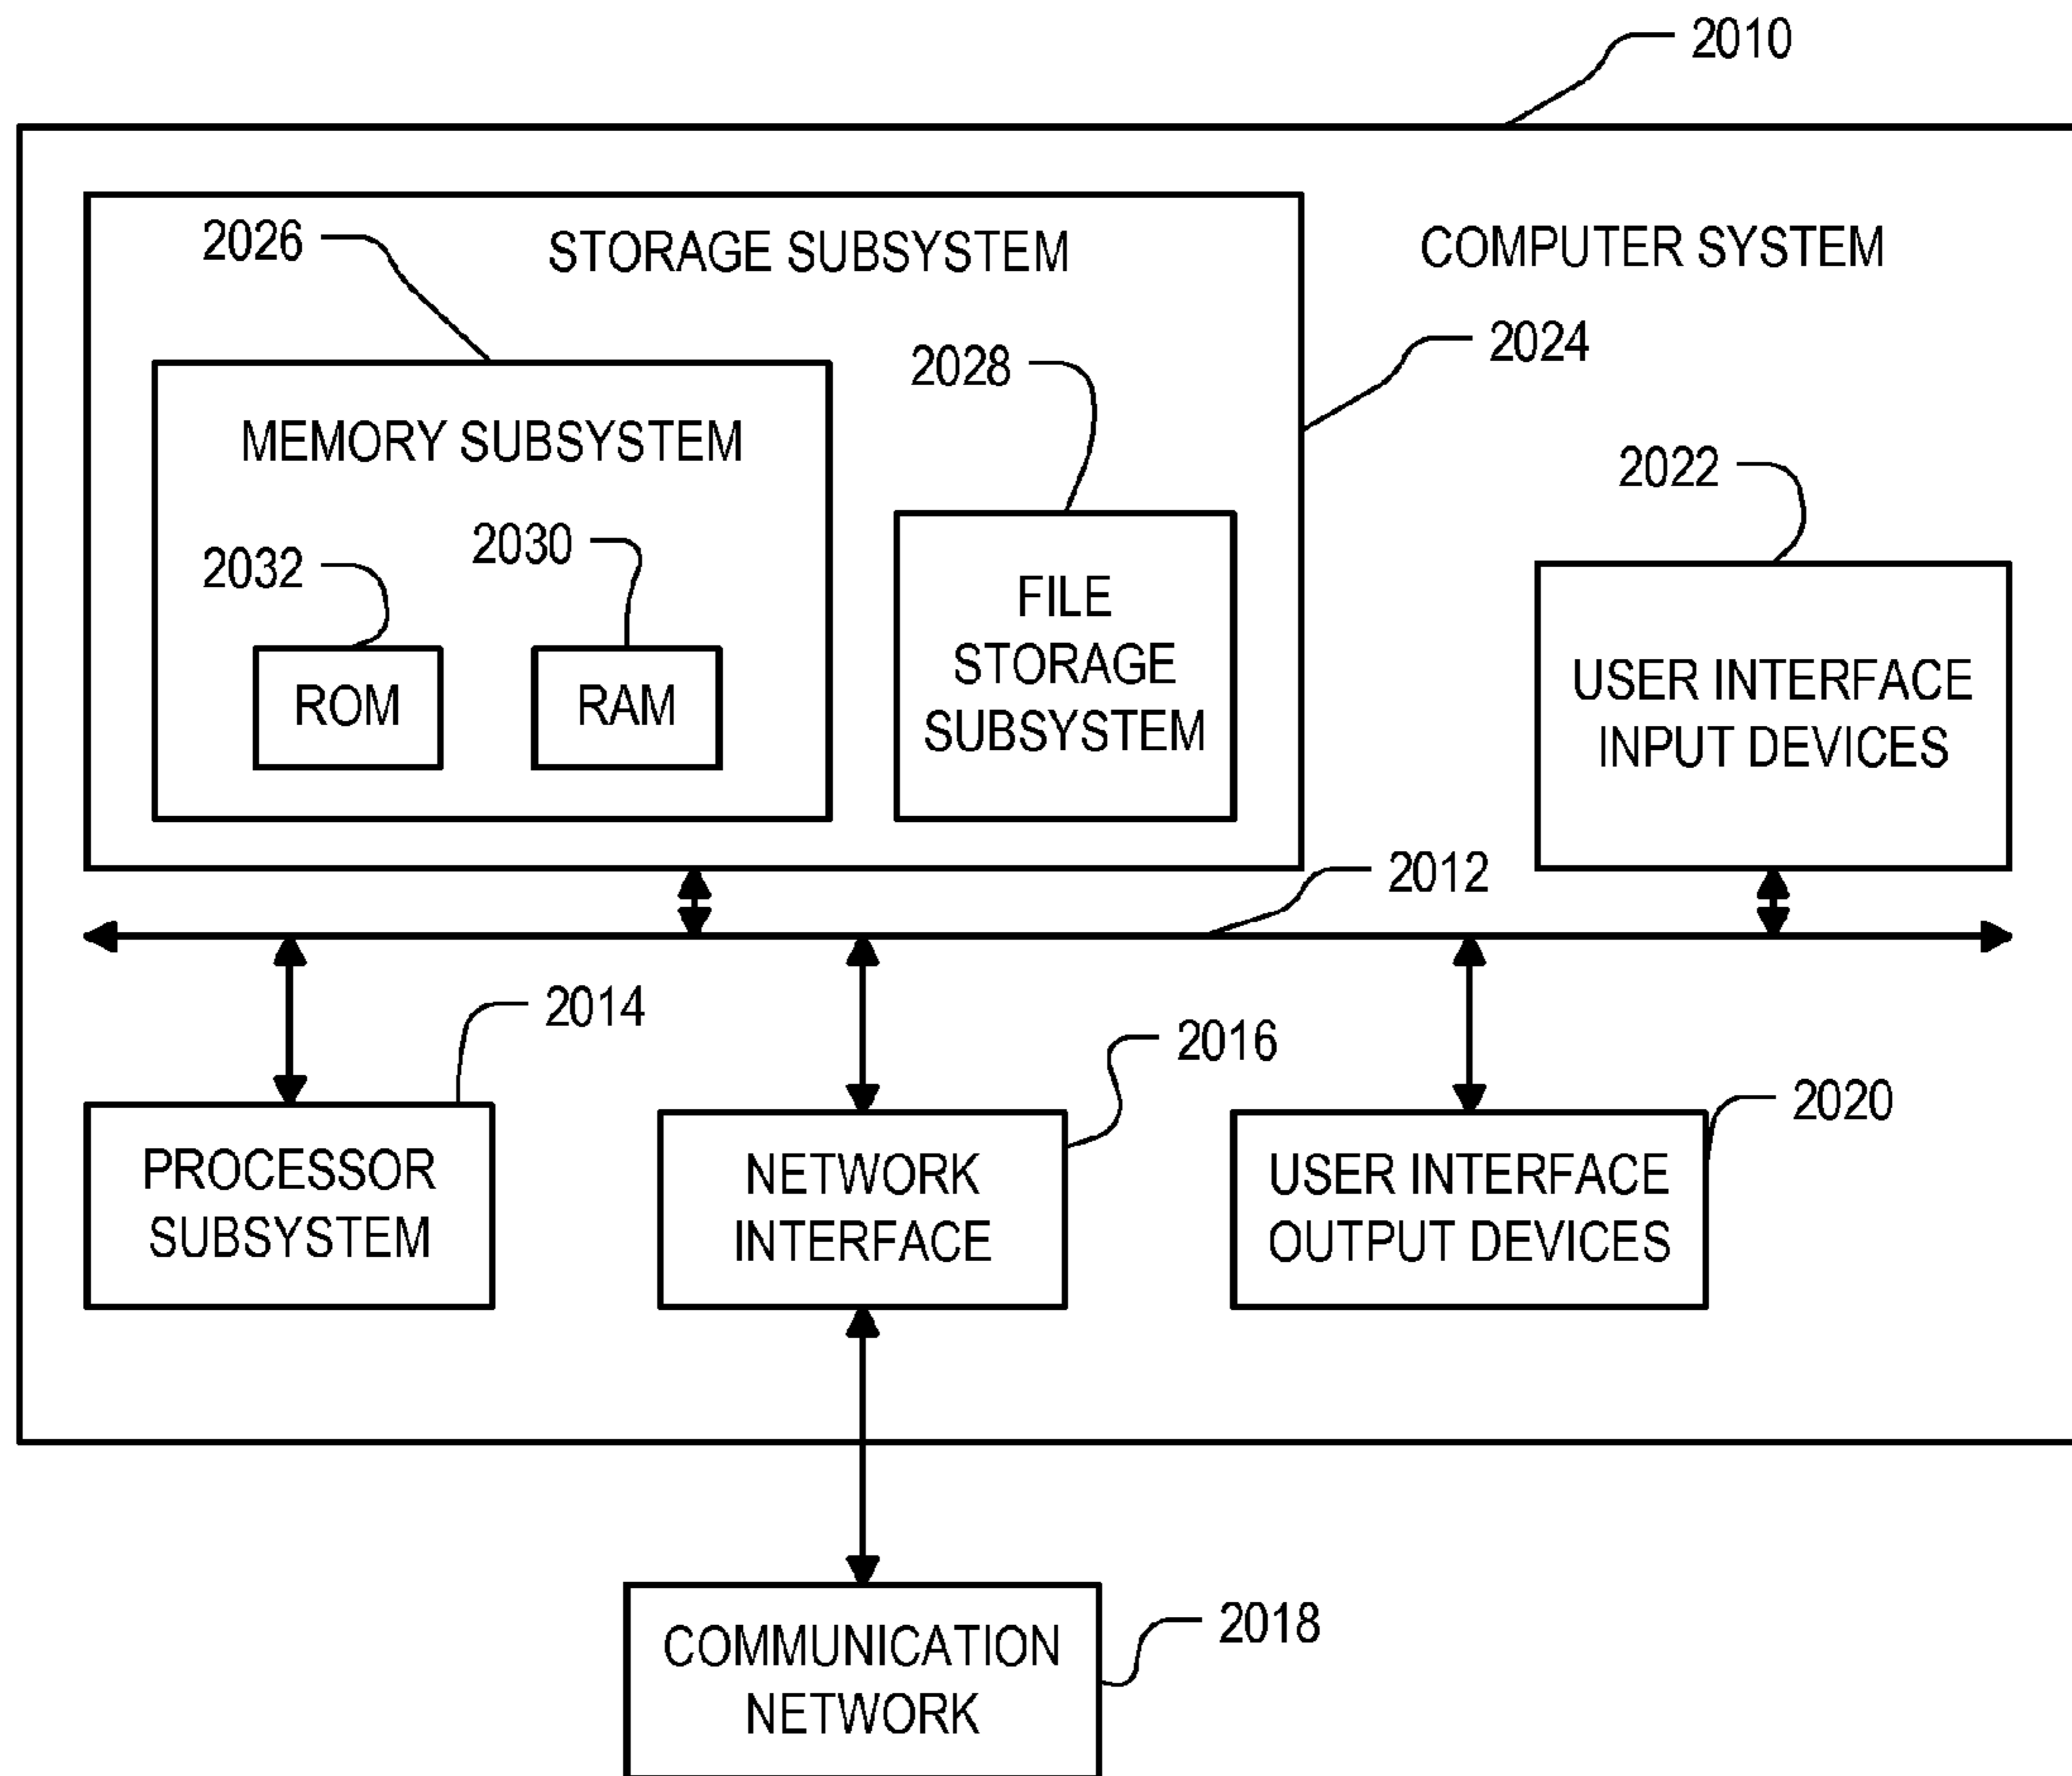 2010
2026
STORAGE SUBSYSTEM
COMPUTER SYSTEM
2024
2028
MEMORY SUBSYSTEM
2022
2032
2030
FILE
STORAGE
SUBSYSTEM
ROM
RAM
USER INTERFACE
INPUT DEVICES
2012
2014
2016
2020
PROCESSOR
SUBSYSTEM
NETWORK
INTERFACE
USER INTERFACE
OUTPUT DEVICES
2018
COMMUNICATION
NETWORK